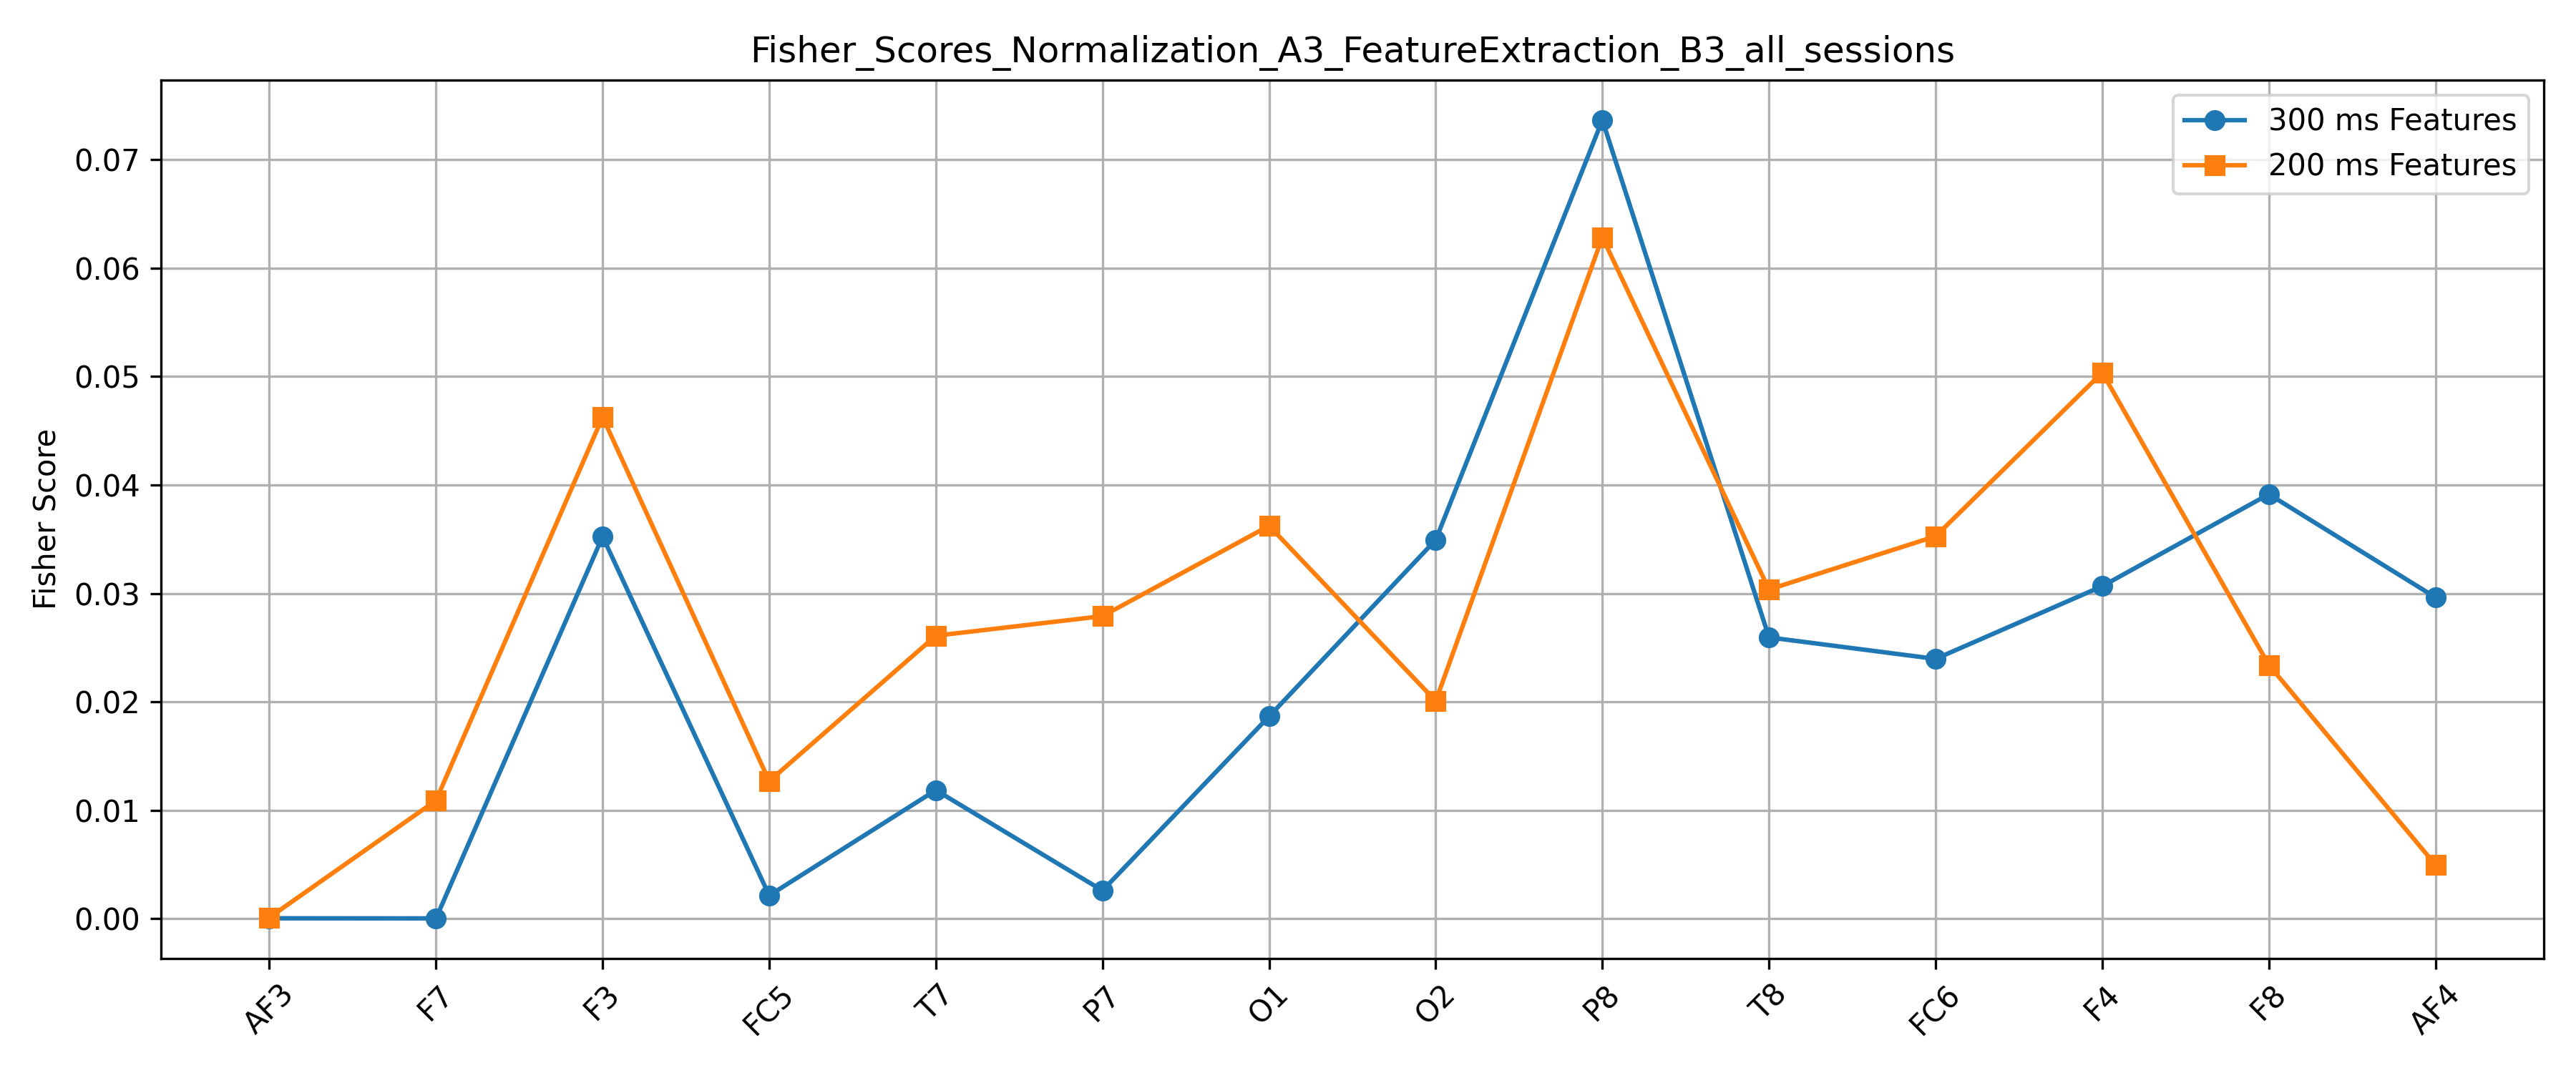 Fisher_Scores_Normalization_A3_FeatureExtraction_B3_all_sessions
300 ms Features
200 ms Features
Fisher Score
0.07
0.06
0.05
0.04
0.03
0.02
0.01
0.00
AF3 F7 F3 FC5 T7 P7 O1 O2 P8 T8 FC6 F4 F8 AF4